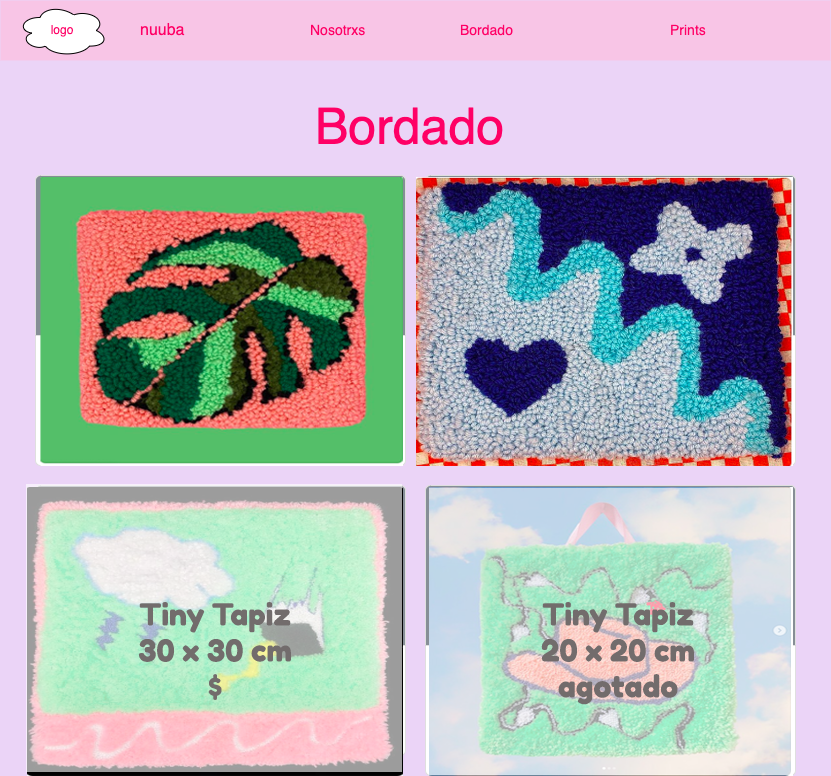 logo
nuuba
Nosotrxs
Bordado
Prints
Bordado
Tiny Tapiz
30 x 30 cm
$
Tiny Tapiz
20 x 20 cm
agotado